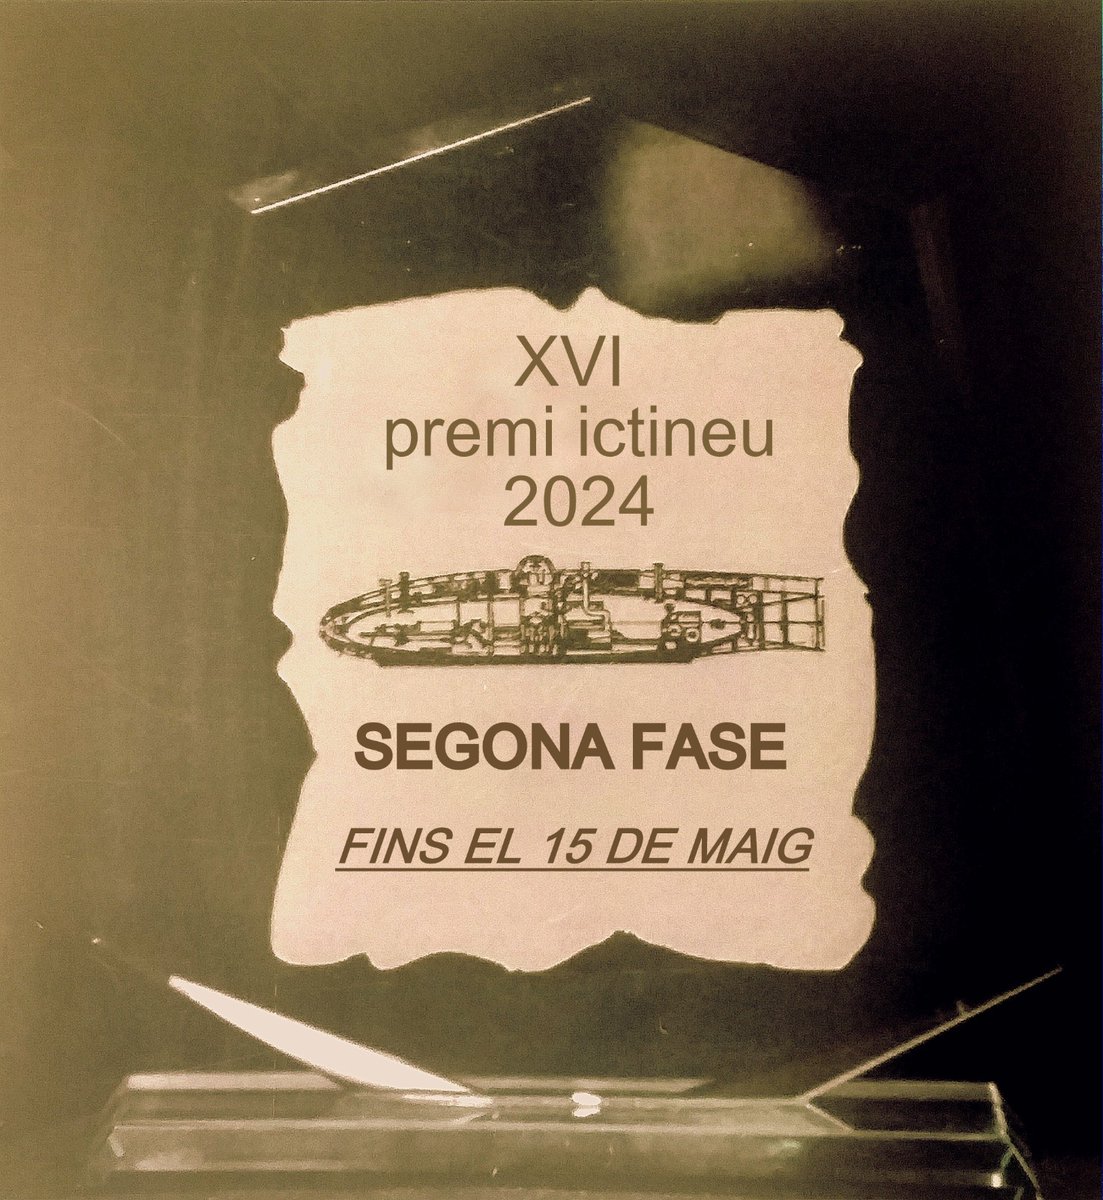 XVI
premi ictineu
2024
SEGONA FASE
FINS EL 15 DE MAIG